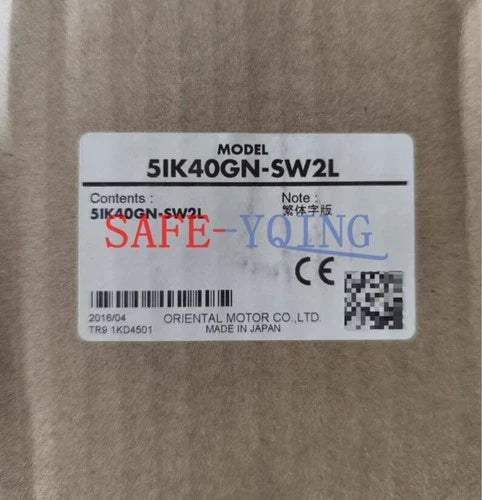 MODEL
5IK40GN-SW2L
Contents :
5IK40GN-SW2L
Note :
繁体字版
SAFE-YQING
CE
2016/04
TR9 1KD4501
ORIENTAL MOTOR CO.,LTD.
MADE IN JAPAN